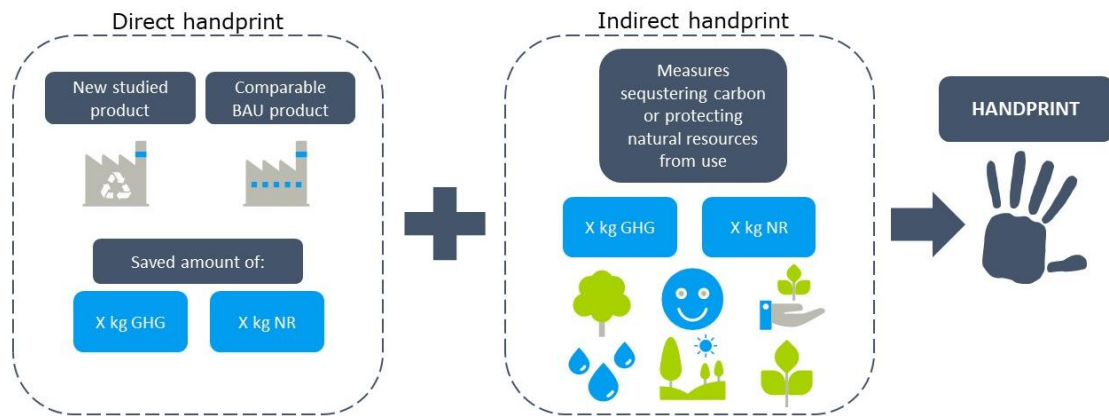 Direct handprint
New studied
product
Comparable
BAU product
Saved amount of:
X kg GHG
X kg NR
Indirect handprint
Measures
sequstering carbon
or protecting
natural resources
from use
X kg GHG
X kg NR
HANDPRINT